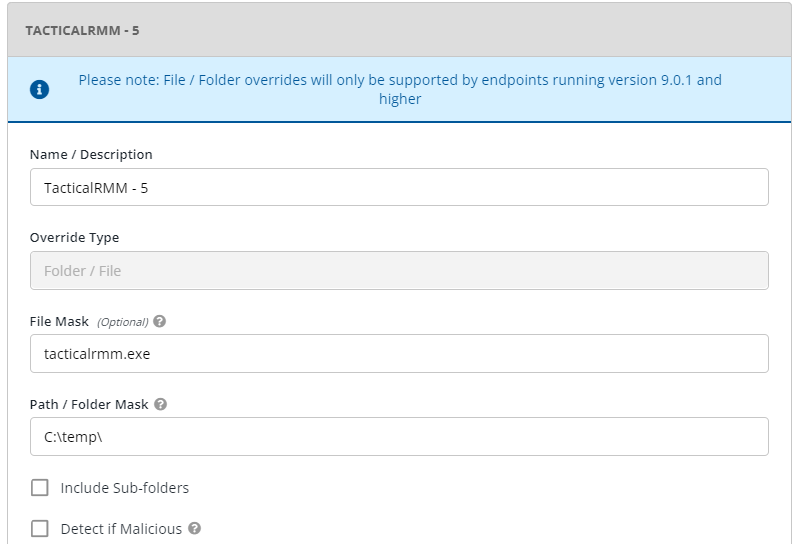 TACTICALRMM - 5
Please note: File / Folder overrides will only be supported by endpoints running version 9.0.1 and
higher
Name / Description
TacticalRMM - 5
Override Type
Folder / File
File Mask (Optional)
tacticalrmm.exe
Path / Folder Mask
C:\temp\
Include Sub-folders
Detect if Malicious